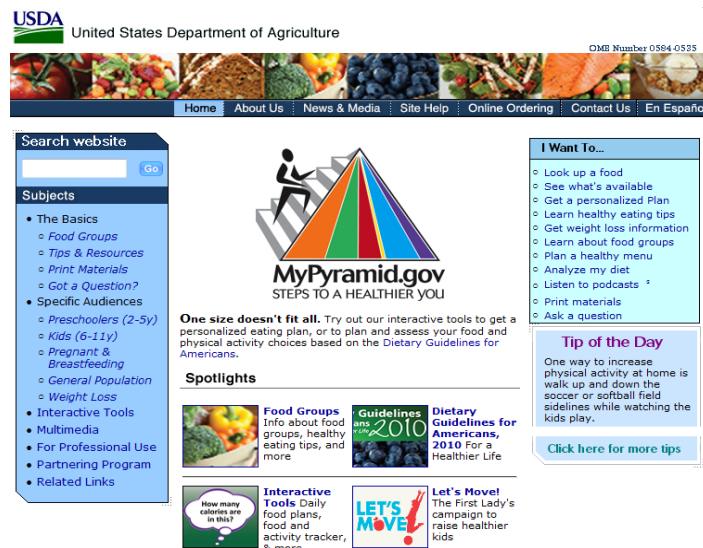 USDA
United States Department of Agriculture
OMB Number 0584-0535
Home
About Us
News & Media
Site Help
Online Ordering
Contact Us
En Españo
Search website
Go
Subjects
The Basics
Food Groups
Tips & Resources
Print Materials
Got a Question?
Specific Audiences
Preschoolers (2-5y)
Kids (6-11y)
Pregnant &
Breastfeeding
General Population
Weight Loss
Interactive Tools
Multimedia
For Professional Use
Partnering Program
Related Links
MyPyramid.gov
STEPS TO A HEALTHIER YOU
One size doesn't fit all. Try out our interactive tools to get a
personalized eating plan, or to plan and assess your food and
physical activity choices based on the Dietary Guidelines for
Americans.
Spotlights
Food Groups
Info about food
groups, healthy
eating tips, and
more
Guidelines
ans 2010
r Life
Dietary
Guidelines for
Americans,
2010 For a
Healthier Life
How many
calories are
in this?
Interactive
Tools Daily
food plans,
food and
activity tracker,
& more
LET'S
MOVE!
Let's Move!
The First Lady's
campaign to
raise healthier
kids
I Want To...
Look up a food
See what's available
Get a personalized Plan
Learn healthy eating tips
Get weight loss information
Learn about food groups
Plan a healthy menu
Analyze my diet
Listen to podcasts
Print materials
Ask a question
Tip of the Day
One way to increase
physical activity at home is
walk up and down the
soccer or softball field
sidelines while watching the
kids play.
Click here for more tips